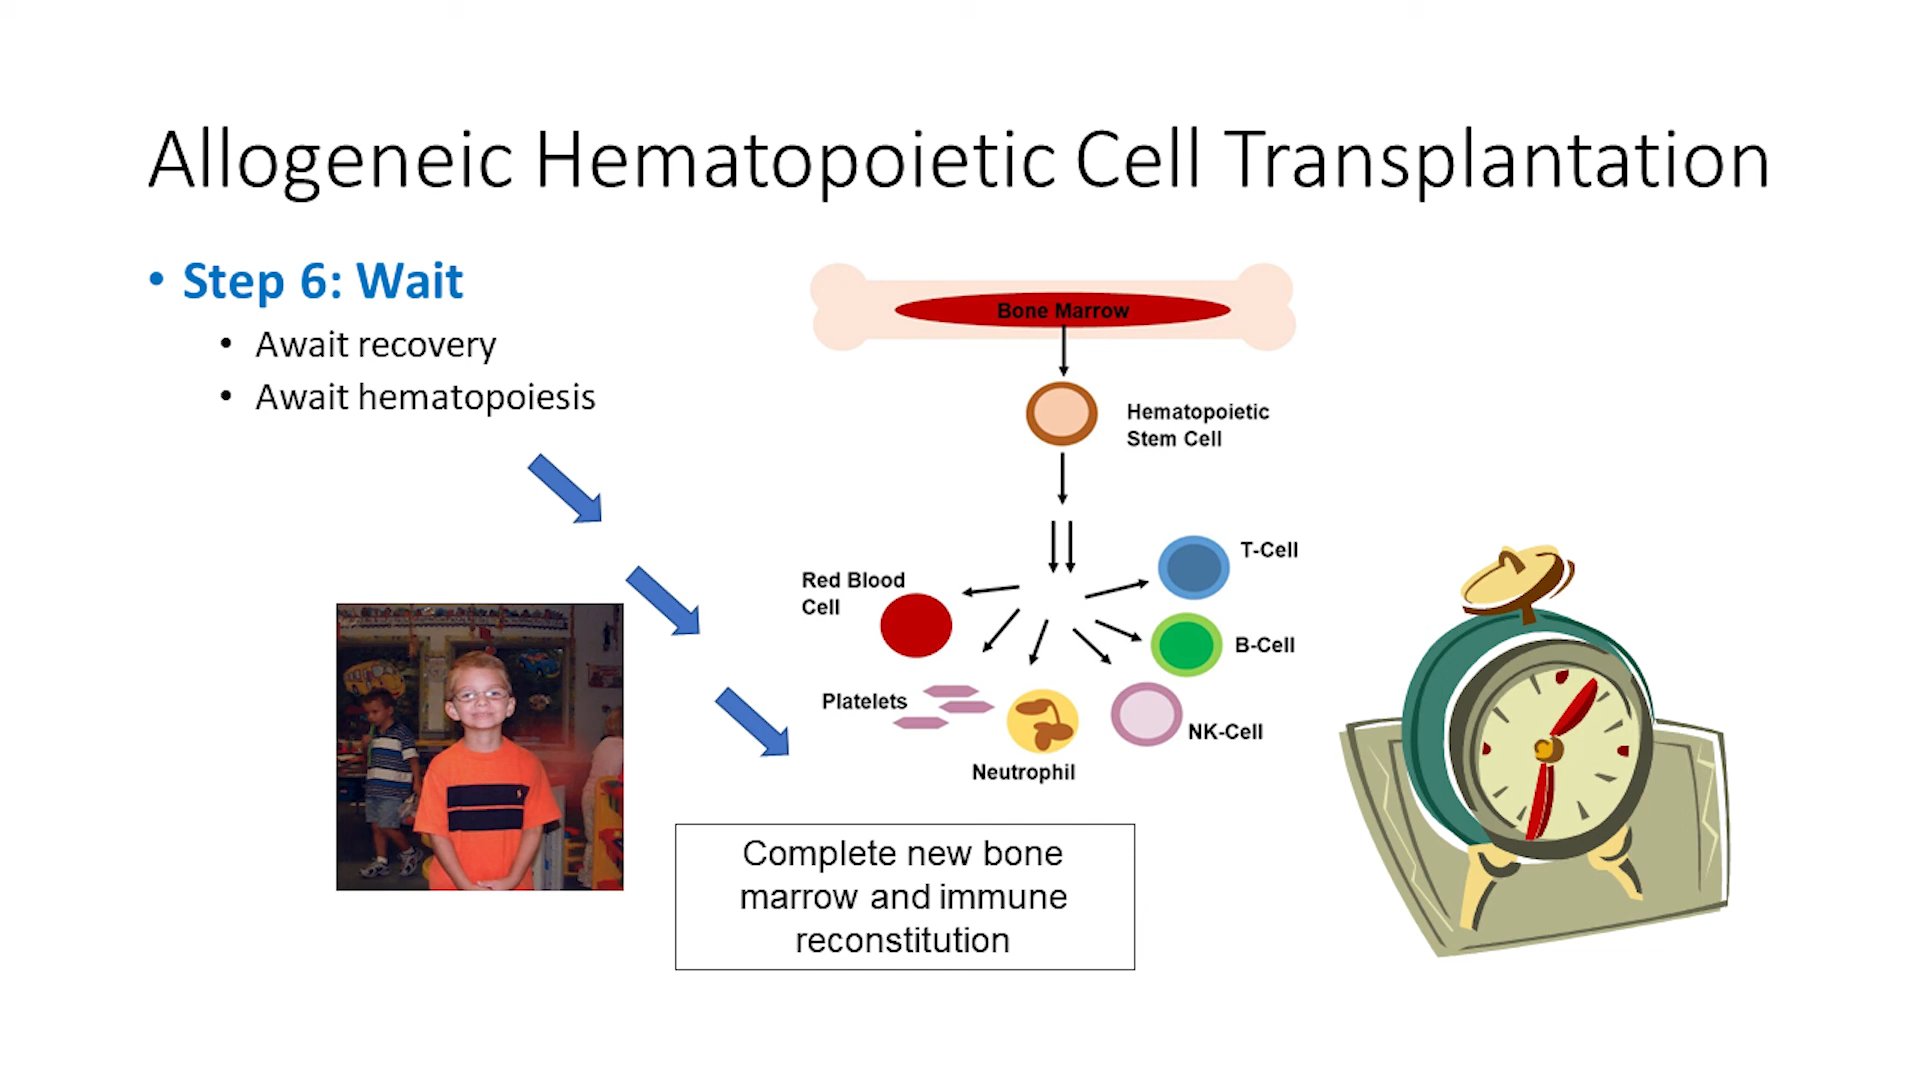 Allogeneic Hematopoietic Cell Transplantation
• Step 6: Wait
• Await recovery
• Await hematopoiesis
Bone Marrow
Hematopoietic
Stem Cell
T-Cell
Red Blood
Cell
B-Cell
Platelets
NK-Cell
Neutrophil
Complete new bone
marrow and immune
reconstitution